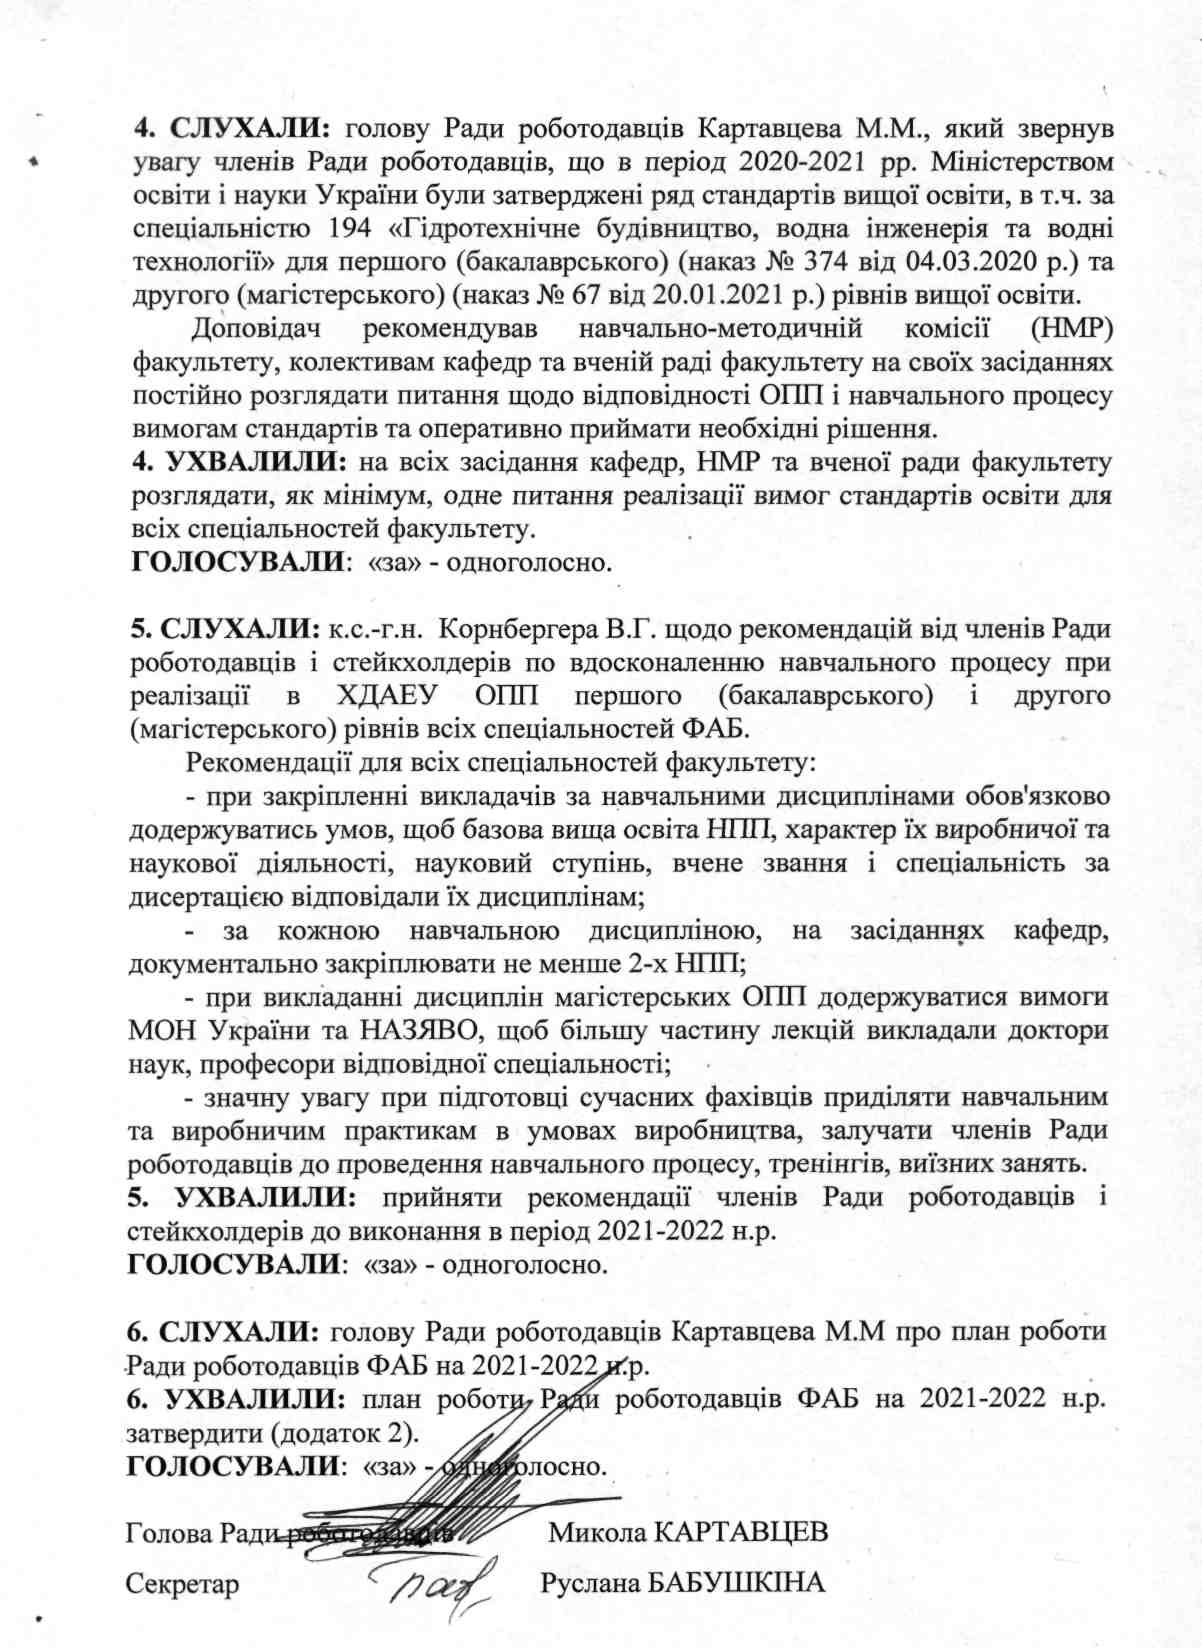 4. СЛУХАЛИ: голову Ради роботодавців Картавцева М.М., який звернув
увагу членів Ради роботодавців, що в період 2020-2021 рр. Міністерством
освіти і науки України були затверджені ряд стандартів вищої освіти, в т.ч. за
спеціальністю 194 «Гідротехнічне будівництво, водна інженерія та водні
технології» для першого (бакалаврського) (наказ № 374 від 04.03.2020 р.) та
другого (магістерського) (наказ № 67 від 20.01.2021 р.) рівнів вищої освіти.
Доповідач рекомендував навчально-методичній комісії (НМР)
факультету, колективам кафедр та вченій раді факультету на своїх засіданнях
постійно розглядати питання щодо відповідності ОПП і навчального процесу
вимогам стандартів та оперативно приймати необхідні рішення.
4. УХВАЛИЛИ: на всіх засідання кафедр, НМР та вченої ради факультету
розглядати, як мінімум, одне питання реалізації вимог стандартів освіти для
всіх спеціальностей факультету.
ГОЛОСУВАЛИ: «за» - одноголосно.
5. СЛУХАЛИ: к.с.-г.н. Корнбергера В.Г. щодо рекомендацій від членів Ради
роботодавців і стейкхолдерів по вдосконаленню навчального процесу при
реалізації в ХДАЕУ ОПП першого (бакалаврського) і другого
(магістерського) рівнів всіх спеціальностей ФАБ.
Рекомендації для всіх спеціальностей факультету:
- при закріпленні викладачів за навчальними дисциплінами обов'язково
додержуватись умов, щоб базова вища освіта НПП, характер їх виробничої та
наукової діяльності, науковий ступінь, вчене звання і спеціальність за
дисертацією відповідали їх дисциплінам;
- за кожною навчальною дисципліною, на засіданнях кафедр,
документально закріплювати не менше 2-х НПП;
- при викладанні дисциплін магістерських ОПП додержуватися вимоги
МОН України та НАЗЯВО, щоб більшу частину лекцій викладали доктори
наук, професори відповідної спеціальності;
- значну увагу при підготовці сучасних фахівців приділяти навчальним
та виробничим практикам в умовах виробництва, залучати членів Ради
роботодавців до проведення навчального процесу, тренінгів, виїзних занять.
5. УХВАЛИЛИ: прийняти рекомендації членів Ради роботодавців і
стейкхолдерів до виконання в період 2021-2022 н.р.
ГОЛОСУВАЛИ: «за» - одноголосно.
6. СЛУХАЛИ: голову Ради роботодавців Картавцева М.М про план роботи
Ради роботодавців ФАБ на 2021-2022 н.р.
6. УХВАЛИЛИ: план роботи Ради роботодавців ФАБ на 2021-2022 н.р.
затвердити (додаток 2).
ГОЛОСУВАЛИ: «за» - одноголосно.
Голова Ради роботодавців Микола КАРТАВЦЕВ
Секретар Руслана БАБУШКІНА